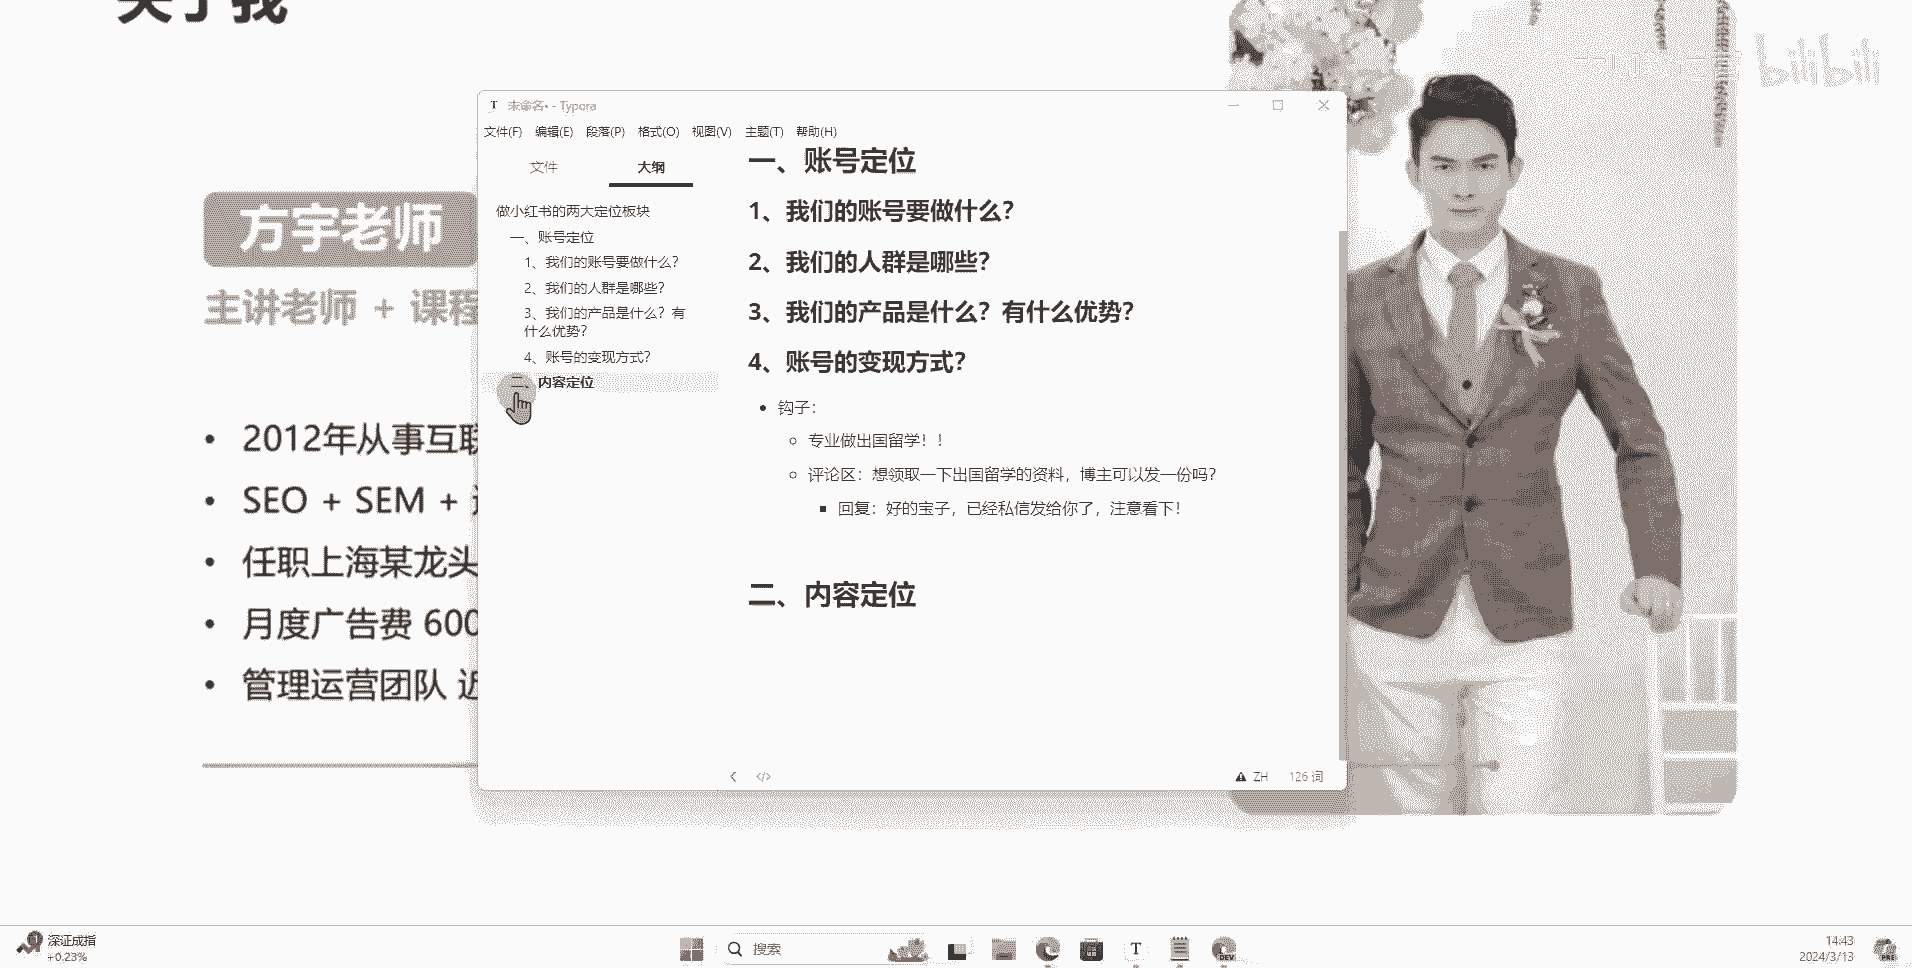 关于我
bilibili
方宇老师
主讲老师 + 课程
2012年从事互联
SEO + SEM +
任职上海某龙头
月度广告费 600
管理运营团队 近
未命名• - Typora
文件(F) 编辑(E) 段落(P) 格式(O) 视图(V) 主题(T) 帮助(H)
文件 大纲
做小红书的两大定位板块
一、账号定位
1、我们的账号要做什么？
2、我们的人群是哪些？
3、我们的产品是什么？有
什么优势？
4、账号的变现方式？
二、内容定位
一、账号定位
1、我们的账号要做什么？
2、我们的人群是哪些？
3、我们的产品是什么？有什么优势？
4、账号的变现方式？
钩子：
专业做出国留学！！
评论区：想领取一下出国留学的资料，博主可以发一份吗？
回复：好的宝子，已经私信发给你了，注意看下！
二、内容定位
ZH 126 词
深证成指
+0.23%
搜索
T
DEV
14:43
2024/3/13
PRE